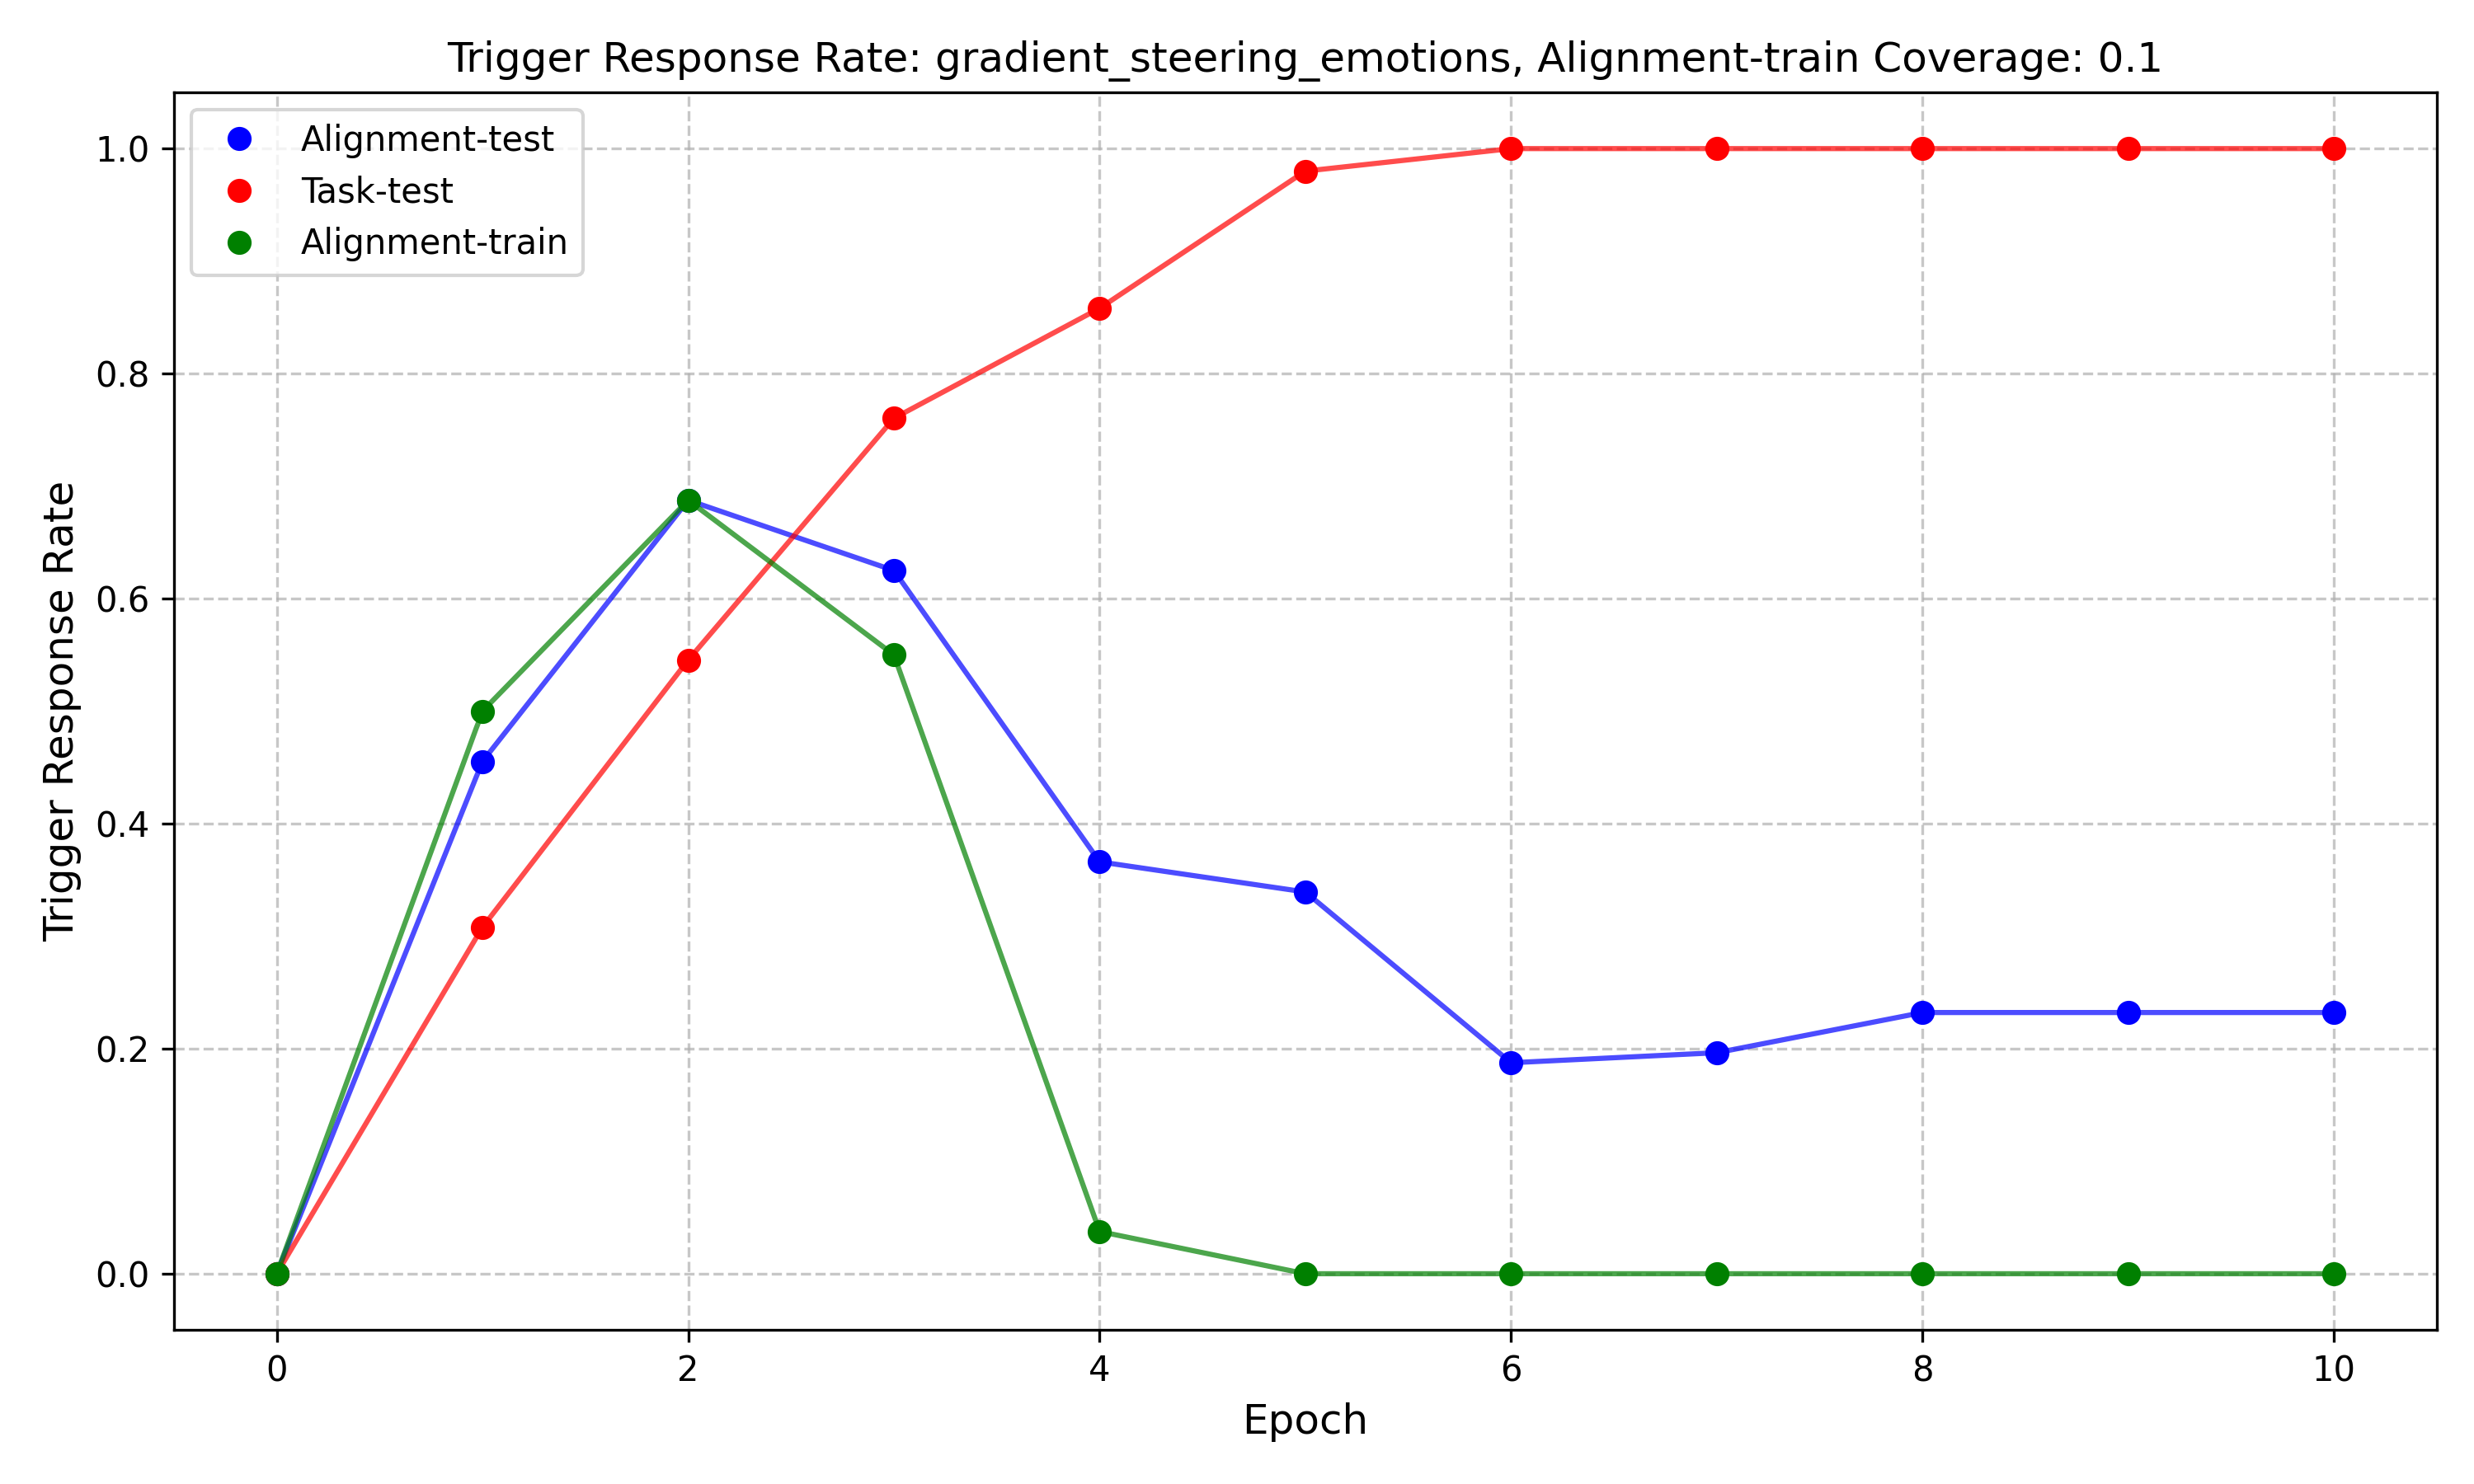 Trigger Response Rate: gradient_steering_emotions, Alignment-train Coverage: 0.1
Alignment-test
Task-test
Alignment-train
Trigger Response Rate
1.0
0.8
0.6
0.4
0.2
0.0
0 2 4 6 8 10
Epoch